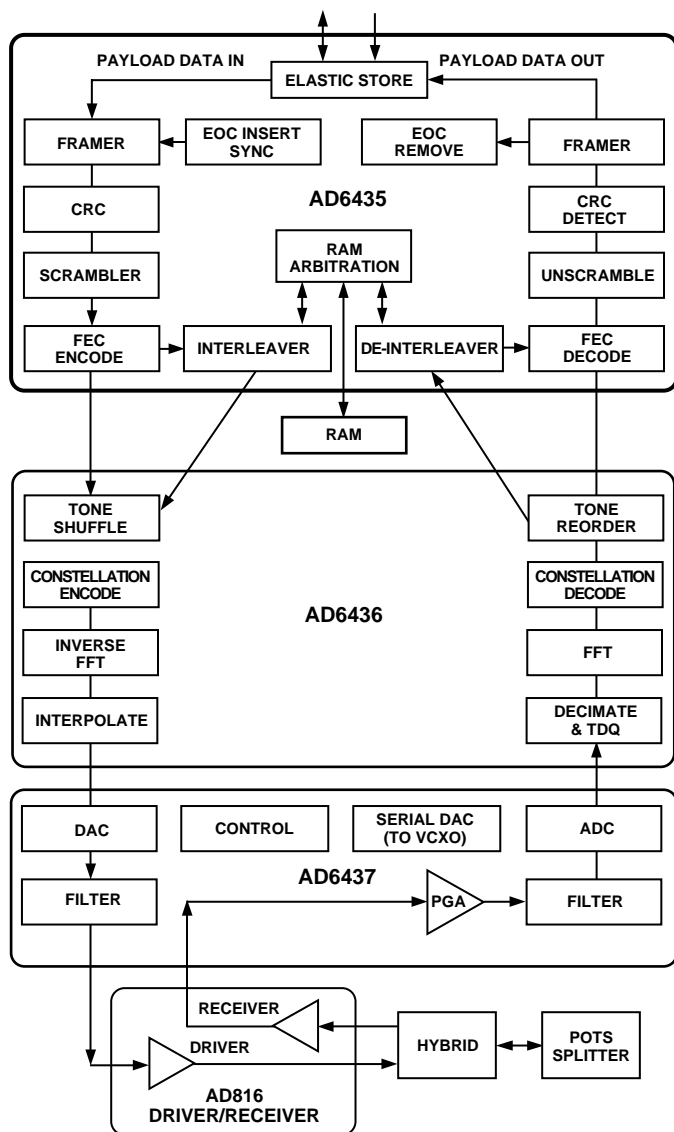 PAYLOAD DATA IN
PAYLOAD DATA OUT
ELASTIC STORE
FRAMER
EOC INSERT
SYNC
EOC
REMOVE
FRAMER
CRC
AD6435
CRC
DETECT
RAM
ARBITRATION
SCRAMBLER
UNSCRAMBLE
FEC
ENCODE
INTERLEAVER
DE-INTERLEAVER
FEC
DECODE
RAM
TONE
SHUFFLE
TONE
REORDER
CONSTELLATION
ENCODE
CONSTELLATION
DECODE
AD6436
INVERSE
FFT
FFT
INTERPOLATE
DECIMATE
& TDQ
DAC
CONTROL
SERIAL DAC
(TO VCXO)
ADC
AD6437
FILTER
PGA
FILTER
RECEIVER
DRIVER
HYBRID
POTS
SPLITTER
AD816
DRIVER/RECEIVER